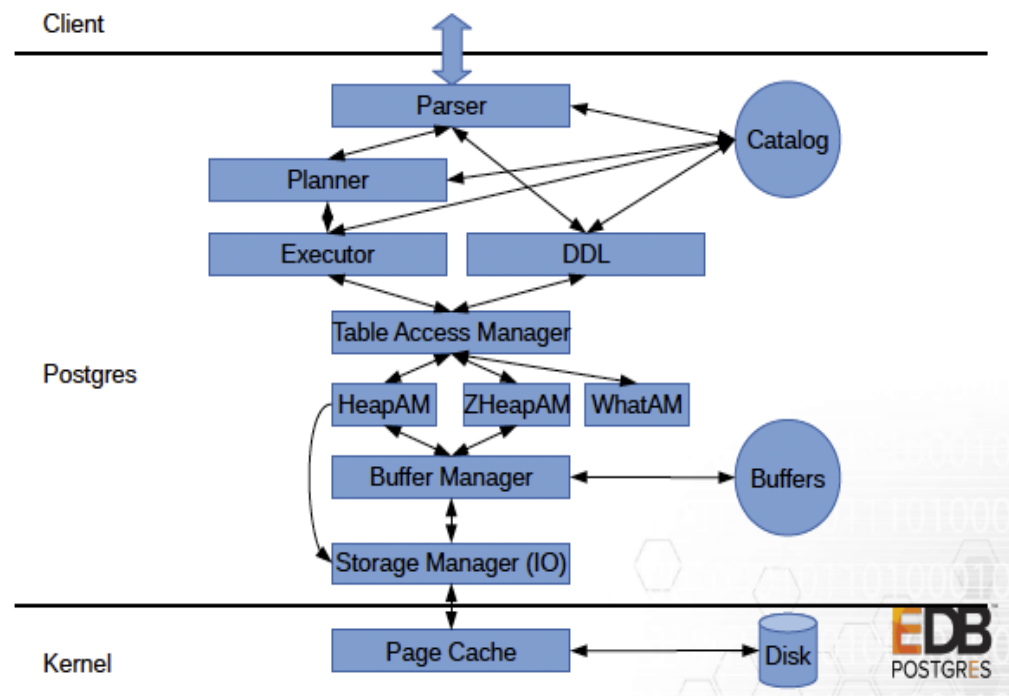 Client
Parser
Catalog
Planner
Executor
DDL
Table Access Manager
Postgres
HeapAM
ZHeapAM
WhatAM
Buffer Manager
Buffers
Storage Manager (IO)
Kernel
Page Cache
Disk
EDB
POSTGRES